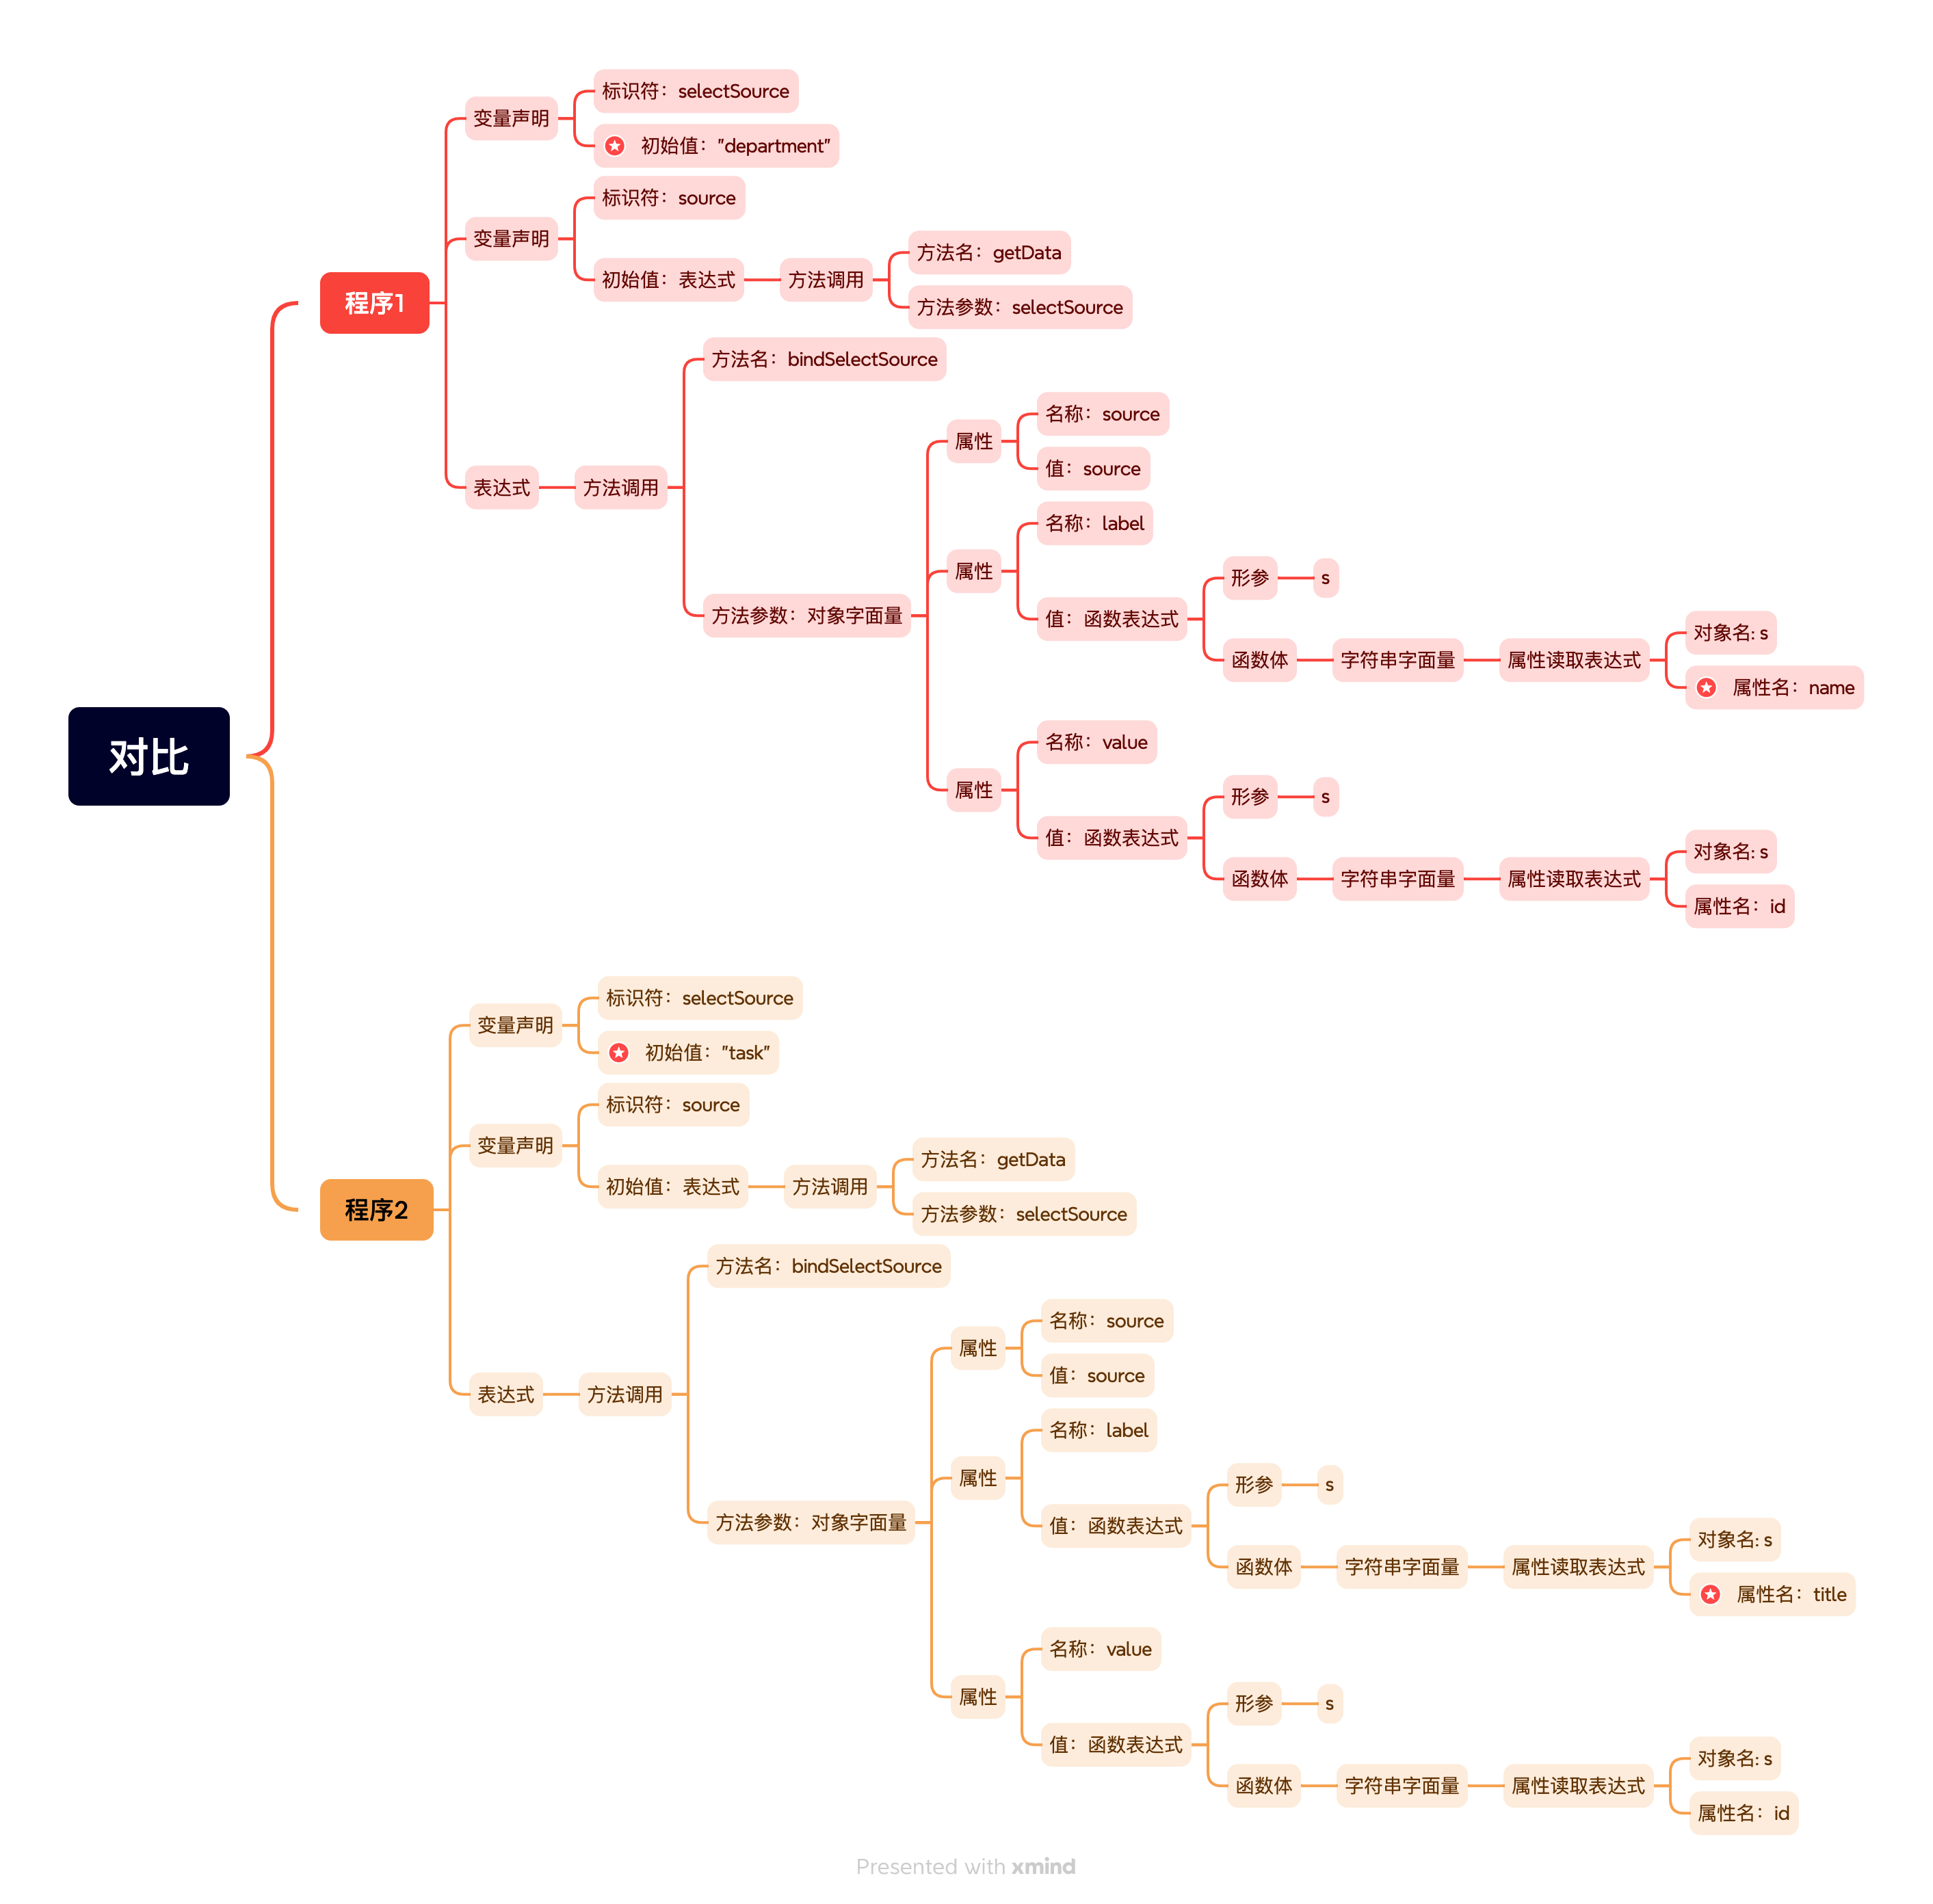 对比
程序1
变量声明
标识符：selectSource
初始值："department"
变量声明
标识符：source
初始值：表达式
方法调用
方法名：getData
方法参数：selectSource
表达式
方法调用
方法名：bindSelectSource
方法参数：对象字面量
属性
名称：source
值：source
属性
名称：label
值：函数表达式
形参
s
函数体
字符串字面量
属性读取表达式
对象名: s
属性名：name
属性
名称：value
值：函数表达式
形参
s
函数体
字符串字面量
属性读取表达式
对象名: s
属性名：id
程序2
变量声明
标识符：selectSource
初始值："task"
变量声明
标识符：source
初始值：表达式
方法调用
方法名：getData
方法参数：selectSource
表达式
方法调用
方法名：bindSelectSource
方法参数：对象字面量
属性
名称：source
值：source
属性
名称：label
值：函数表达式
形参
s
函数体
字符串字面量
属性读取表达式
对象名: s
属性名：title
属性
名称：value
值：函数表达式
形参
s
函数体
字符串字面量
属性读取表达式
对象名: s
属性名：id
Presented with xmind